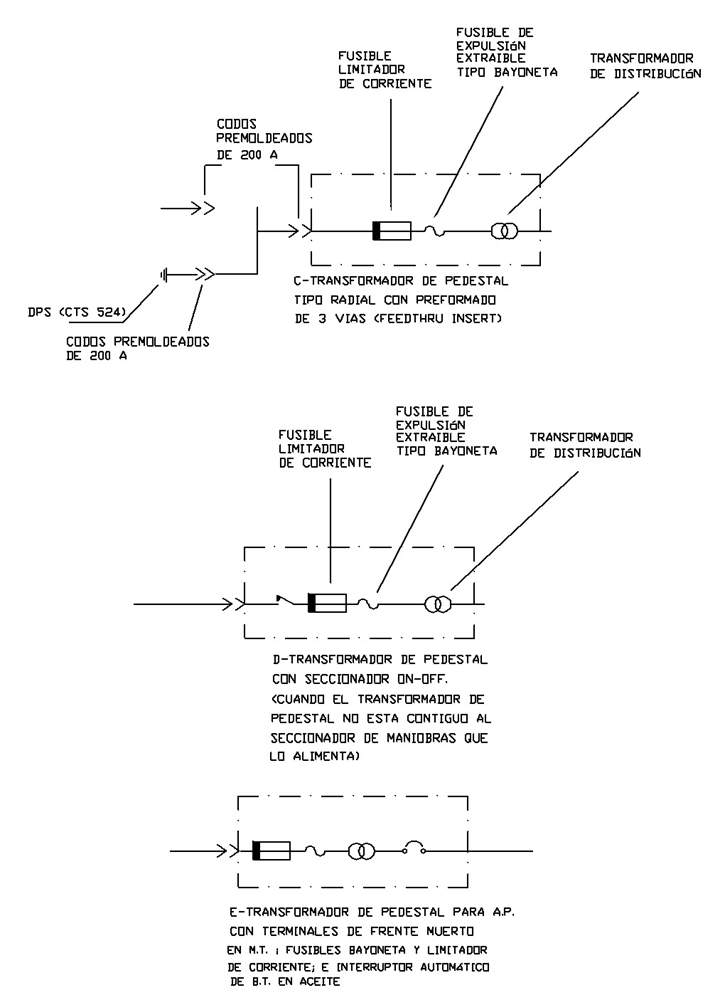 FUSIBLE DE
EXPULSIóN
EXTRAIBLE
TIPO BAYONETA
FUSIBLE
LIMITADOR
DE CORRIENTE
TRANSFORMADOR
DE DISTRIBUCIóN
CODOS
PREMOLDEADOS
DE 200 A
C-TRANSFORMADOR DE PEDESTAL
TIPO RADIAL CON PREFORMADO
DE 3 VIAS (FEEDTHRU INSERT)
DPS (CTS 524)
CODOS PREMOLDEADOS
DE 200 A
FUSIBLE DE
EXPULSIóN
EXTRAIBLE
TIPO BAYONETA
FUSIBLE
LIMITADOR
DE CORRIENTE
TRANSFORMADOR
DE DISTRIBUCIóN
D-TRANSFORMADOR DE PEDESTAL
CON SECCIONADOR ON-OFF.
(CUANDO EL TRANSFORMADOR DE
PEDESTAL NO ESTA CONTIGUO AL
SECCIONADOR DE MANIOBRAS QUE
LO ALIMENTA)
E-TRANSFORMADOR DE PEDESTAL PARA A.P.
CON TERMINALES DE FRENTE MUERTO
EN M.T. ; FUSIBLES BAYONETA Y LIMITADOR
DE CORRIENTE; E INTERRUPTOR AUTOMáTICO
DE B.T. EN ACEITE